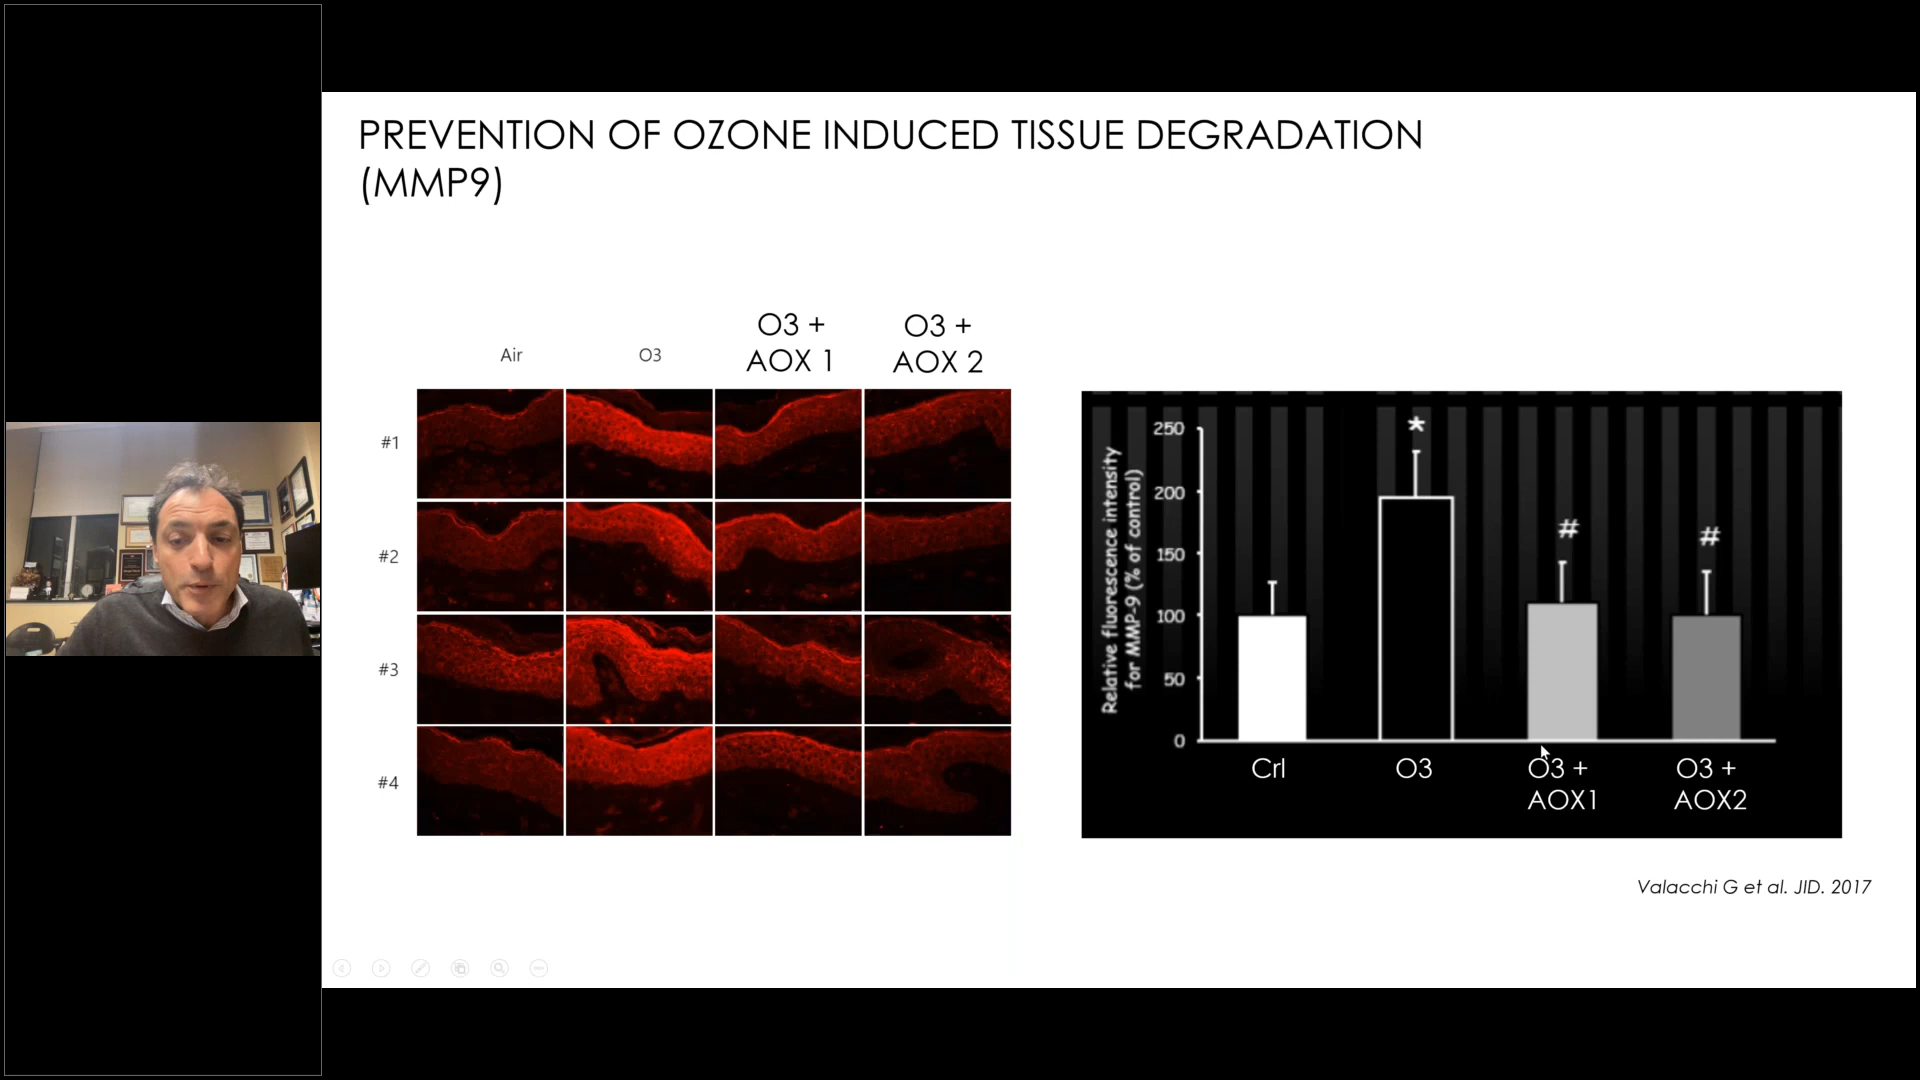 PREVENTION OF OZONE INDUCED TISSUE DEGRADATION
(MMP9)
Air
O3
O3 +
AOX 1
O3 +
AOX 2
#1
#2
#3
#4
Relative fluorescence intensity
for MMP-9 (% of control)
250
200
150
100
50
0
*
#
#
Crl
O3
O3 +
AOX1
O3 +
AOX2
Valacchi G et al. JID. 2017